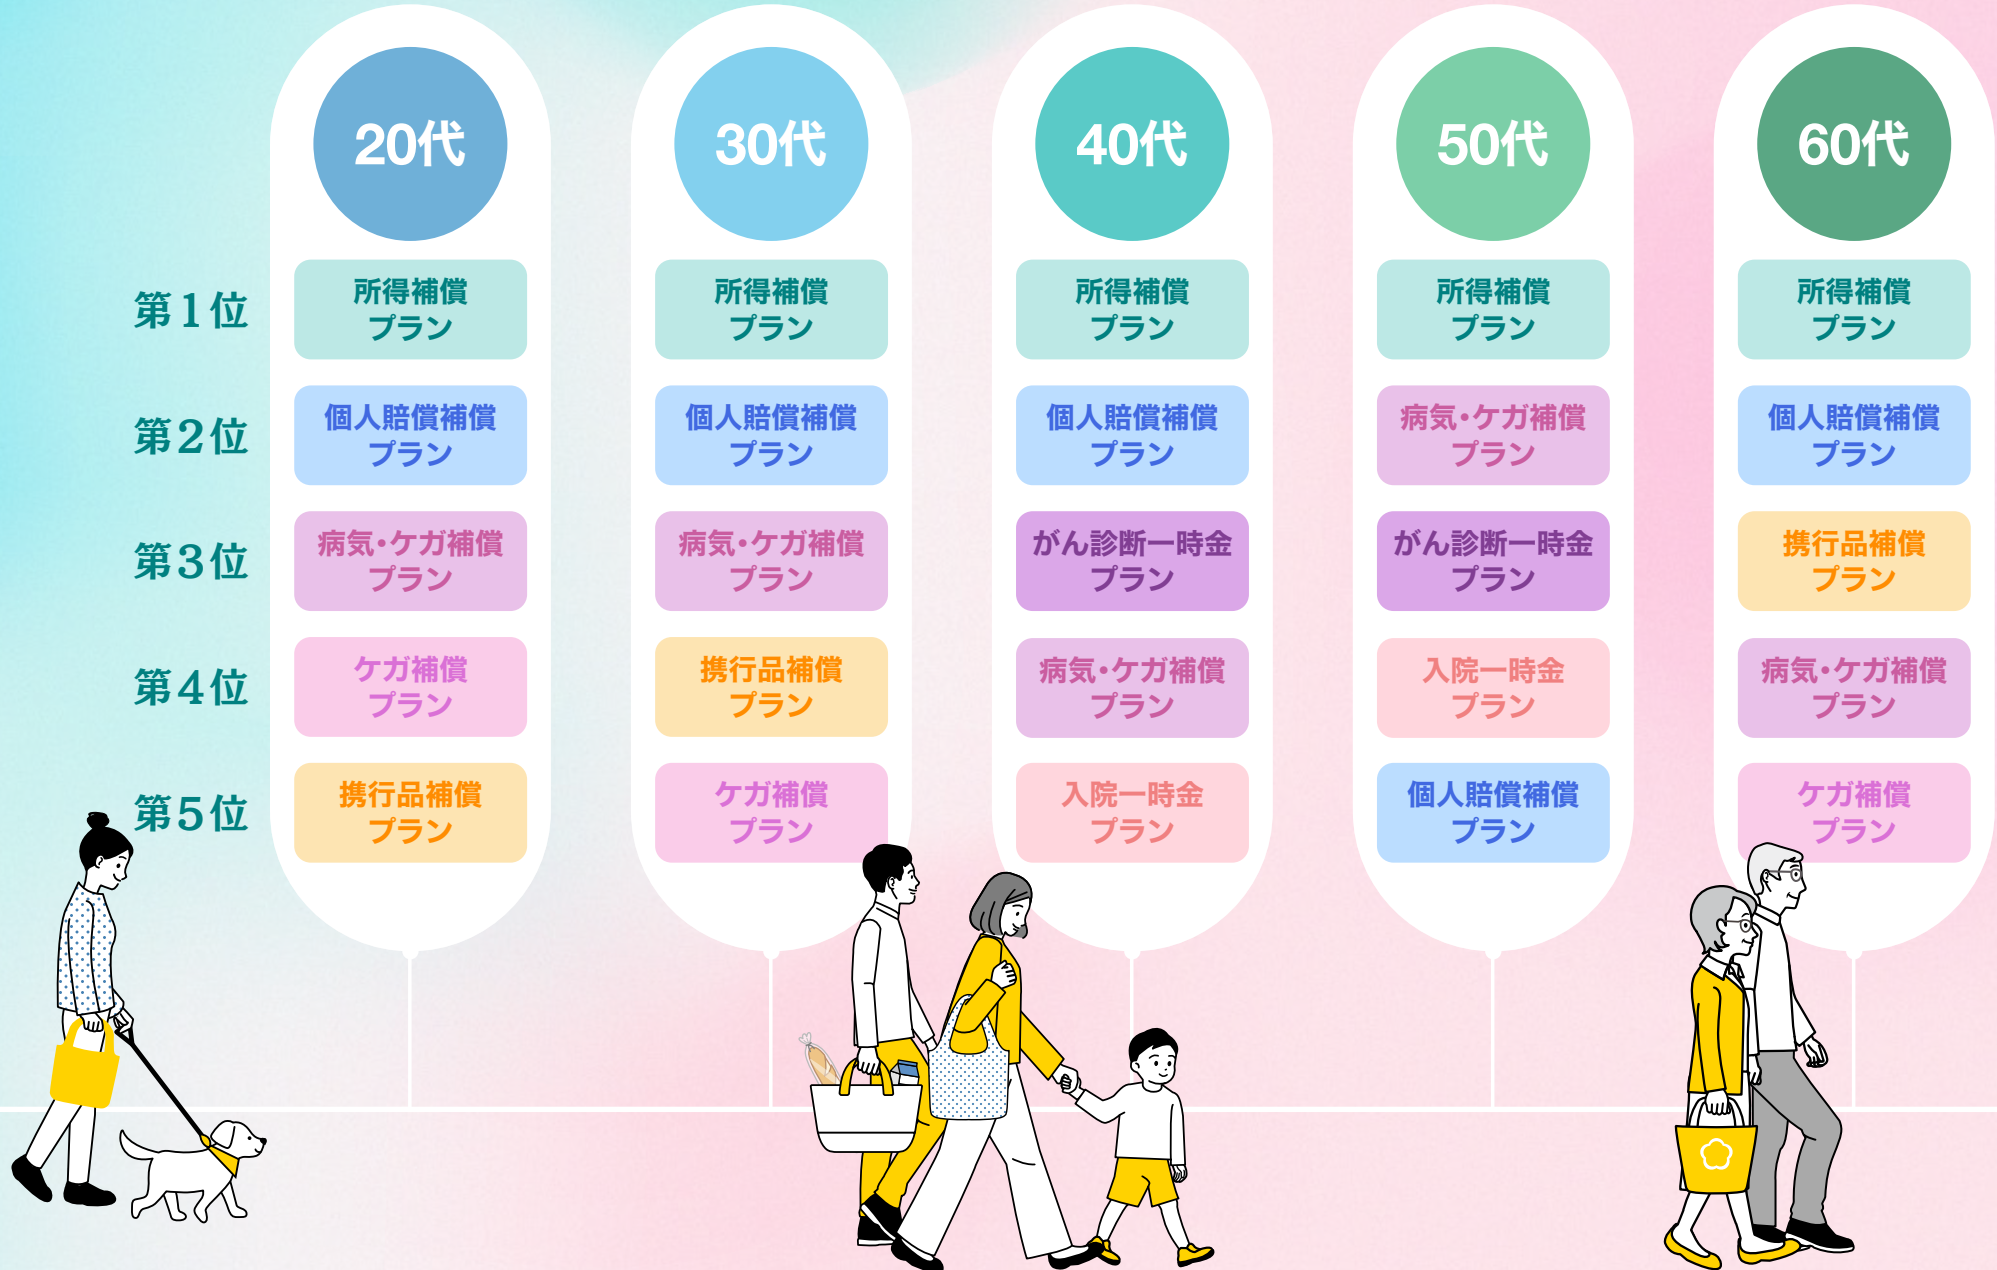 20代
30代
40代
50代
60代
第1位
所得補償
プラン
所得補償
プラン
所得補償
プラン
所得補償
プラン
所得補償
プラン
第2位
個人賠償補償
プラン
個人賠償補償
プラン
個人賠償補償
プラン
病気・ケガ補償
プラン
個人賠償補償
プラン
第3位
病気・ケガ補償
プラン
病気・ケガ補償
プラン
がん診断一時金
プラン
がん診断一時金
プラン
携行品補償
プラン
第4位
ケガ補償
プラン
携行品補償
プラン
病気・ケガ補償
プラン
入院一時金
プラン
病気・ケガ補償
プラン
第5位
携行品補償
プラン
ケガ補償
プラン
入院一時金
プラン
個人賠償補償
プラン
ケガ補償
プラン